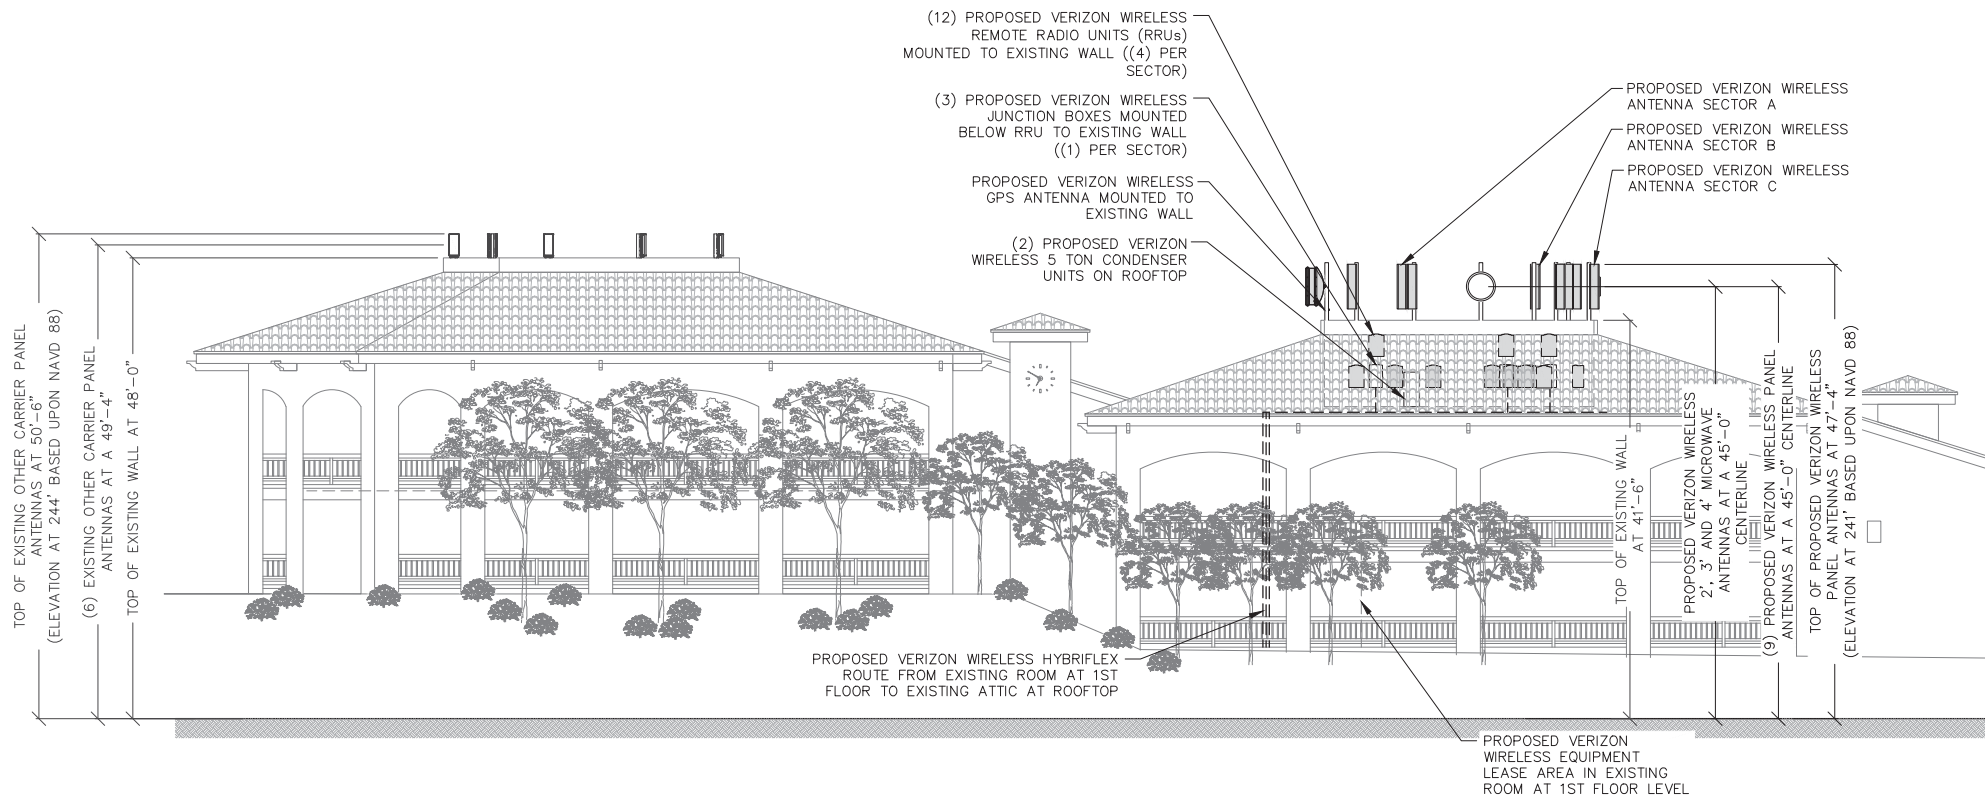 (12) PROPOSED VERIZON WIRELESS
REMOTE RADIO UNITS (RRUs)
MOUNTED TO EXISTING WALL ((4) PER
SECTOR)
(3) PROPOSED VERIZON WIRELESS
JUNCTION BOXES MOUNTED
BELOW RRU TO EXISTING WALL
((1) PER SECTOR)
PROPOSED VERIZON WIRELESS
GPS ANTENNA MOUNTED TO
EXISTING WALL
(2) PROPOSED VERIZON
WIRELESS 5 TON CONDENSER
UNITS ON ROOFTOP
PROPOSED VERIZON WIRELESS
ANTENNA SECTOR A
PROPOSED VERIZON WIRELESS
ANTENNA SECTOR B
PROPOSED VERIZON WIRELESS
ANTENNA SECTOR C
TOP OF EXISTING OTHER CARRIER PANEL
ANTENNAS AT 50'-6"
(ELEVATION AT 244' BASED UPON NAVD 88)
(6) EXISTING OTHER CARRIER PANEL
ANTENNAS AT A 49'-4"
TOP OF EXISTING WALL AT 48'-0"
TOP OF EXISTING WALL
AT 41'-6"
PROPOSED VERIZON WIRELESS
2', 3' AND 4' MICROWAVE
ANTENNAS AT A 45'-0"
CENTERLINE
(9) PROPOSED VERIZON WIRELESS PANEL
ANTENNAS AT A 45'-0" CENTERLINE
TOP OF PROPOSED VERIZON WIRELESS
PANEL ANTENNAS AT 47'-4"
(ELEVATION AT 241' BASED UPON NAVD 88)
PROPOSED VERIZON WIRELESS HYBRIFLEX
ROUTE FROM EXISTING ROOM AT 1ST
FLOOR TO EXISTING ATTIC AT ROOFTOP
PROPOSED VERIZON
WIRELESS EQUIPMENT
LEASE AREA IN EXISTING
ROOM AT 1ST FLOOR LEVEL